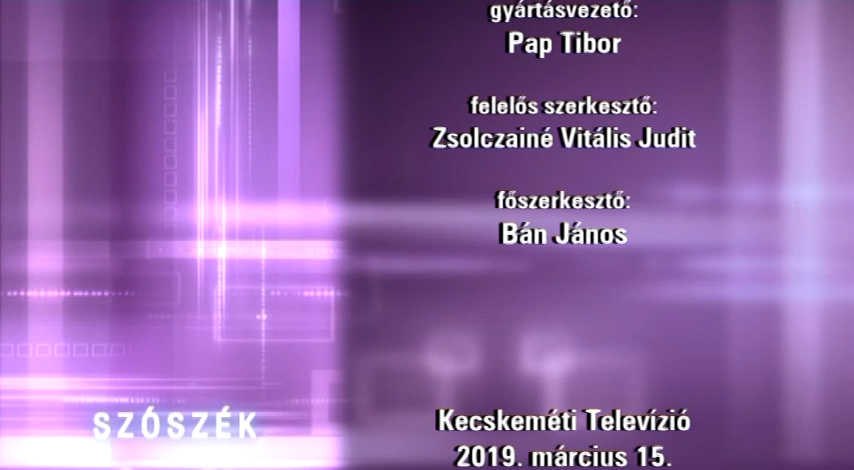 gyártásvezető:
Pap Tibor
felelős szerkesztő:
Zsolczainé Vitális Judit
főszerkesztő:
Bán János
SZÓSZÉK
Kecskeméti Televízió
2019. március 15.